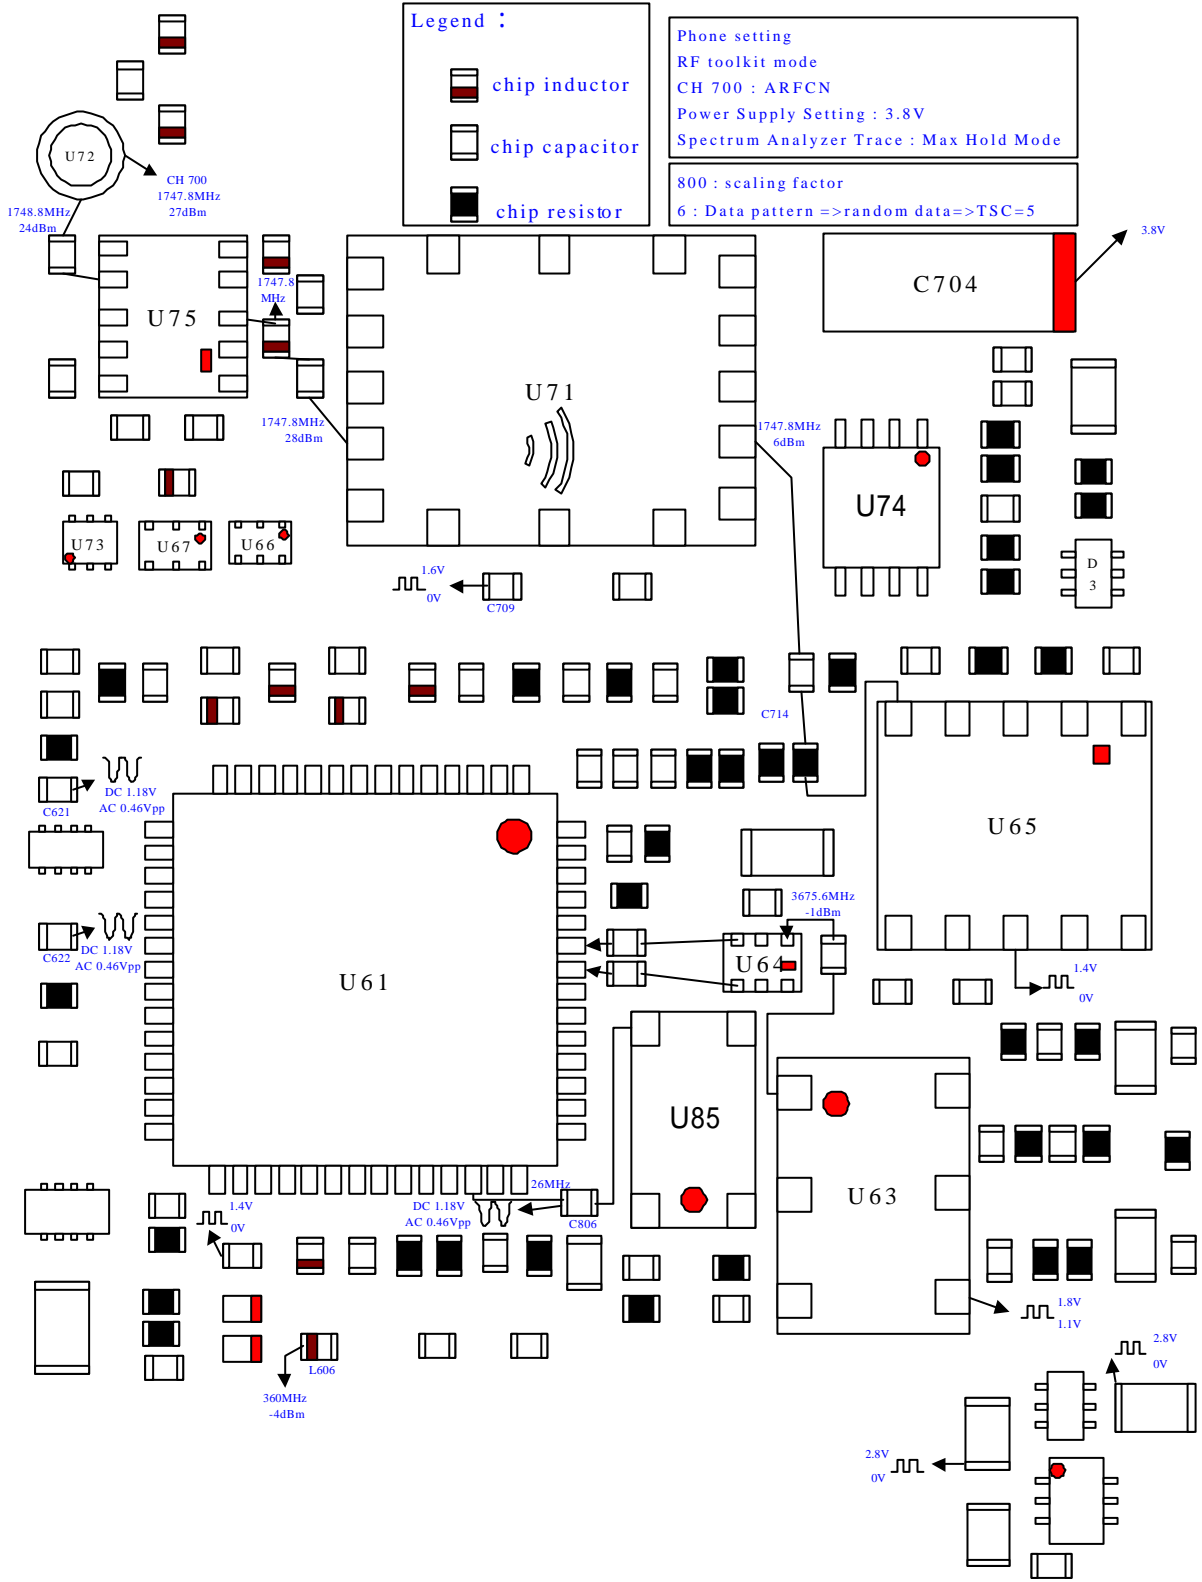 Legend :
chip inductor
chip capacitor
chip resistor
Phone setting
RF toolkit mode
CH 700 : ARFCN
Power Supply Setting : 3.8V
Spectrum Analyzer Trace : Max Hold Mode
800 : scaling factor
6 : Data pattern =>random data=>TSC=5
U72
CH 700
1747.8MHz
27dBm
1748.8MHz
24dBm
3.8V
C704
1747.8
MHz
U75
U71
1747.8MHz
28dBm
1747.8MHz
6dBm
U74
U73
U67
U66
D
3
1.6V
0V
C709
C714
DC 1.18V
AC 0.46Vpp
C621
U65
3675.6MHz
-1dBm
DC 1.18V
AC 0.46Vpp
C622
U64
U61
1.4V
0V
U85
U63
26MHz
1.4V
0V
DC 1.18V
AC 0.46Vpp
C806
1.8V
1.1V
L606
360MHz
-4dBm
2.8V
0V
2.8V
0V